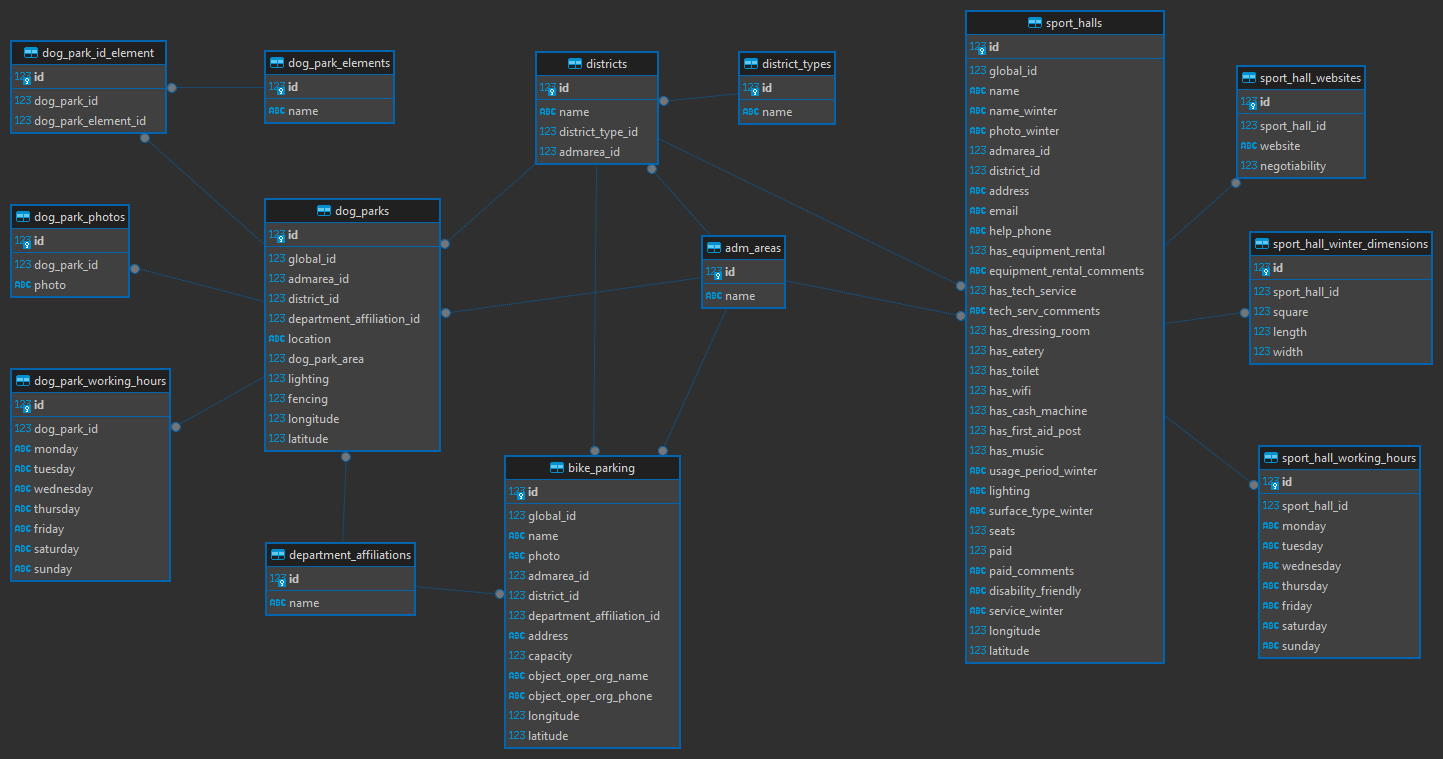 dog_park_id_element
123 id
123 dog_park_id
123 dog_park_element_id
dog_park_elements
123 id
ABC name
districts
123 id
ABC name
123 district_type_id
123 admarea_id
district_types
123 id
ABC name
sport_halls
123 id
123 global_id
ABC name
ABC name_winter
ABC photo_winter
123 admarea_id
123 district_id
ABC address
ABC email
ABC help_phone
123 has_equipment_rental
ABC equipment_rental_comments
123 has_tech_service
ABC tech_serv_comments
123 has_dressing_room
123 has_eatery
123 has_toilet
123 has_wifi
123 has_cash_machine
123 has_first_aid_post
123 has_music
ABC usage_period_winter
123 lighting
ABC surface_type_winter
123 seats
123 paid
ABC paid_comments
ABC disability_friendly
ABC service_winter
123 longitude
123 latitude
sport_hall_websites
123 id
123 sport_hall_id
ABC website
123 negotiability
dog_park_photos
123 id
123 dog_park_id
ABC photo
dog_parks
123 id
123 global_id
123 admarea_id
123 district_id
123 department_affiliation_id
ABC location
123 dog_park_area
123 lighting
123 fencing
123 longitude
123 latitude
adm_areas
123 id
ABC name
sport_hall_winter_dimensions
123 id
123 sport_hall_id
123 square
123 length
123 width
dog_park_working_hours
123 id
123 dog_park_id
ABC monday
ABC tuesday
ABC wednesday
ABC thursday
ABC friday
ABC saturday
ABC sunday
bike_parking
123 id
123 global_id
ABC name
ABC photo
123 admarea_id
123 district_id
123 department_affiliation_id
ABC address
123 capacity
ABC object_oper_org_name
ABC object_oper_org_phone
123 longitude
123 latitude
department_affiliations
123 id
ABC name
sport_hall_working_hours
123 id
123 sport_hall_id
ABC monday
ABC tuesday
ABC wednesday
ABC thursday
ABC friday
ABC saturday
ABC sunday